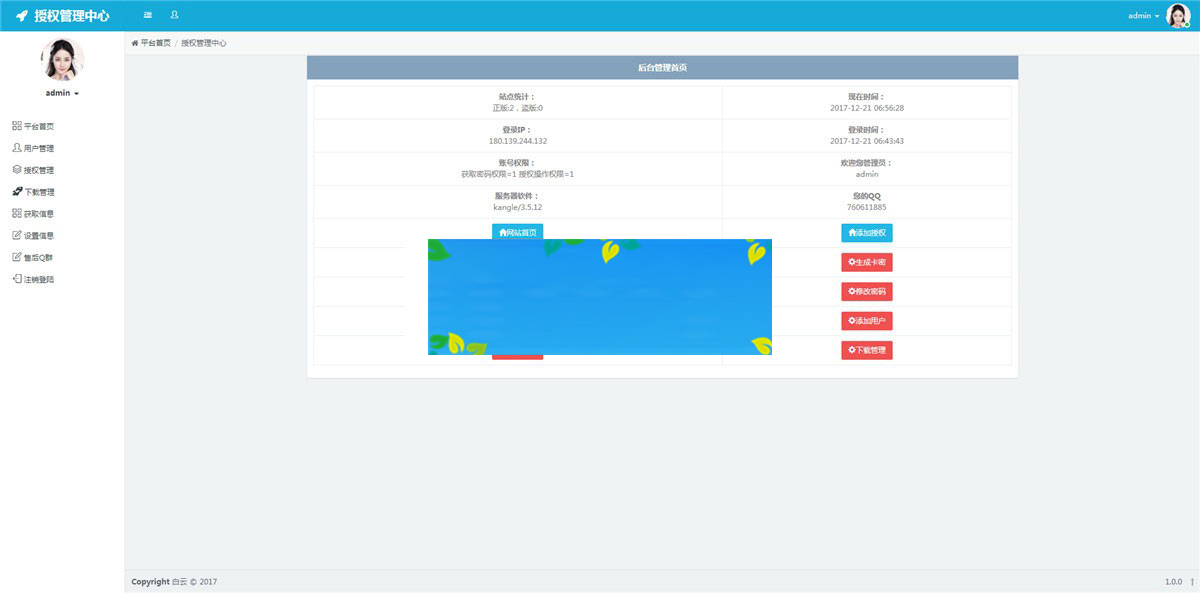 授权管理中心
admin
平台首页 / 授权管理中心
admin
平台首页
用户管理
授权管理
下载管理
获取信息
设置信息
售后Q群
注销登陆
后台管理首页
站点统计：
正版:2，盗版:0
现在时间：
2017-12-21 06:56:28
登录IP：
180.139.244.132
登录时间：
2017-12-21 06:43:43
账号权限：
获取密码权限=1 授权操作权限=1
欢迎您管理员：
admin
服务器软件：
kangle/3.5.12
您的QQ
760611885
网站首页
添加授权
生成卡密
修改密码
添加用户
下载管理
Copyright 白云 © 2017
1.0.0